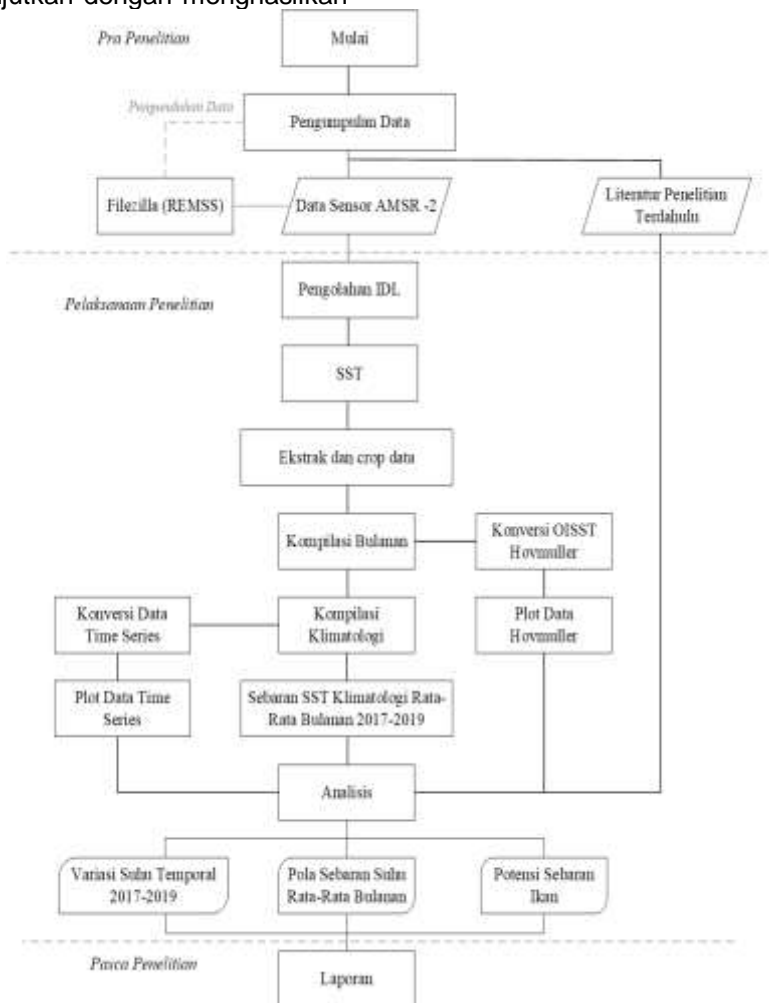 jutkan dengan menghasilkan
Pra Penelitian
Mulai
Pengunduhan Data
Pengumpulan Data
Filezilla (REMSS)
Data Sensor AMSR -2
Literatur Penelitian
Terdahulu
Pelaksanaan Penelitian
Pengolahan IDL
SST
Ekstrak dan crop data
Kompilasi Bulanan
Konversi OISST
Hovmuller
Konversi Data
Time Series
Kompilasi
Klimatologi
Plot Data
Hovmuller
Plot Data Time
Series
Sebaran SST Klimatologi Rata-
Rata Bulanan 2017-2019
Analisis
Variasi Suhu Temporal
2017-2019
Pola Sebaran Suhu
Rata-Rata Bulanan
Potensi Sebaran
Ikan
Pasca Penelitian
Laporan